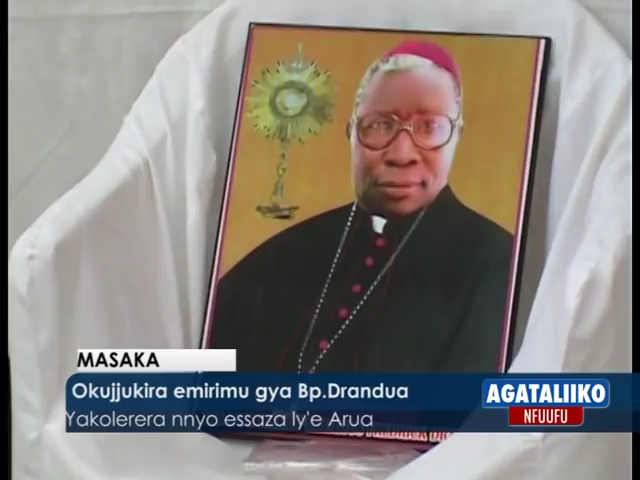 MASAKA
Okujjukira emirimu gya Bp.Drandua
Yakolerera nnyo essaza ly'e Arua
AGATALIIKO
NFUUFU